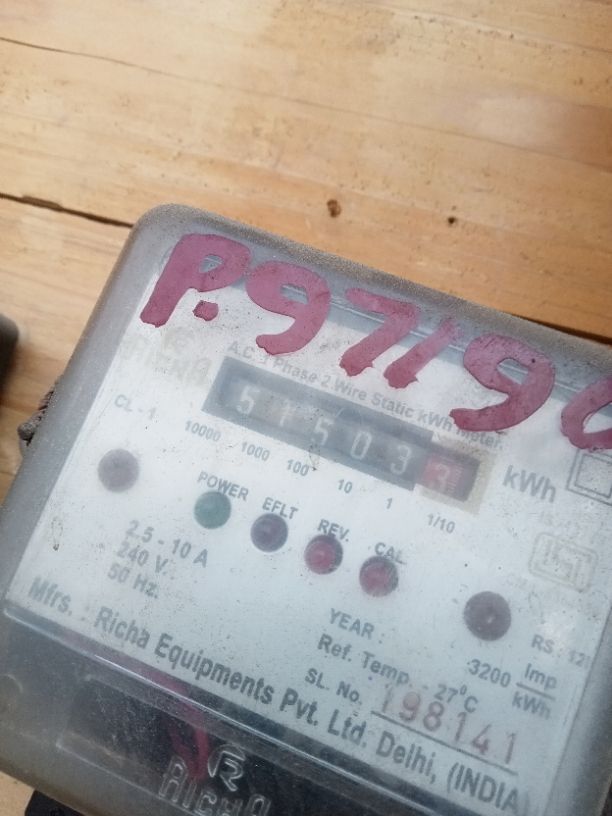 P.9719
RICHA
A.C. 1 Phase 2 Wire Static kWh Meter.
CL - 1
5 1 5 0 3 3
kWh
10000 1000 100 10 1 1/10
POWER EFLT REV. CAL.
2.5 - 10 A
240 V.
50 Hz.
YEAR :
Ref. Temp. - 27°C
3200 Imp
kWh
SL. No. 198141
Mfrs. : Richa Equipments Pvt. Ltd. Delhi, (INDIA)
RICHA